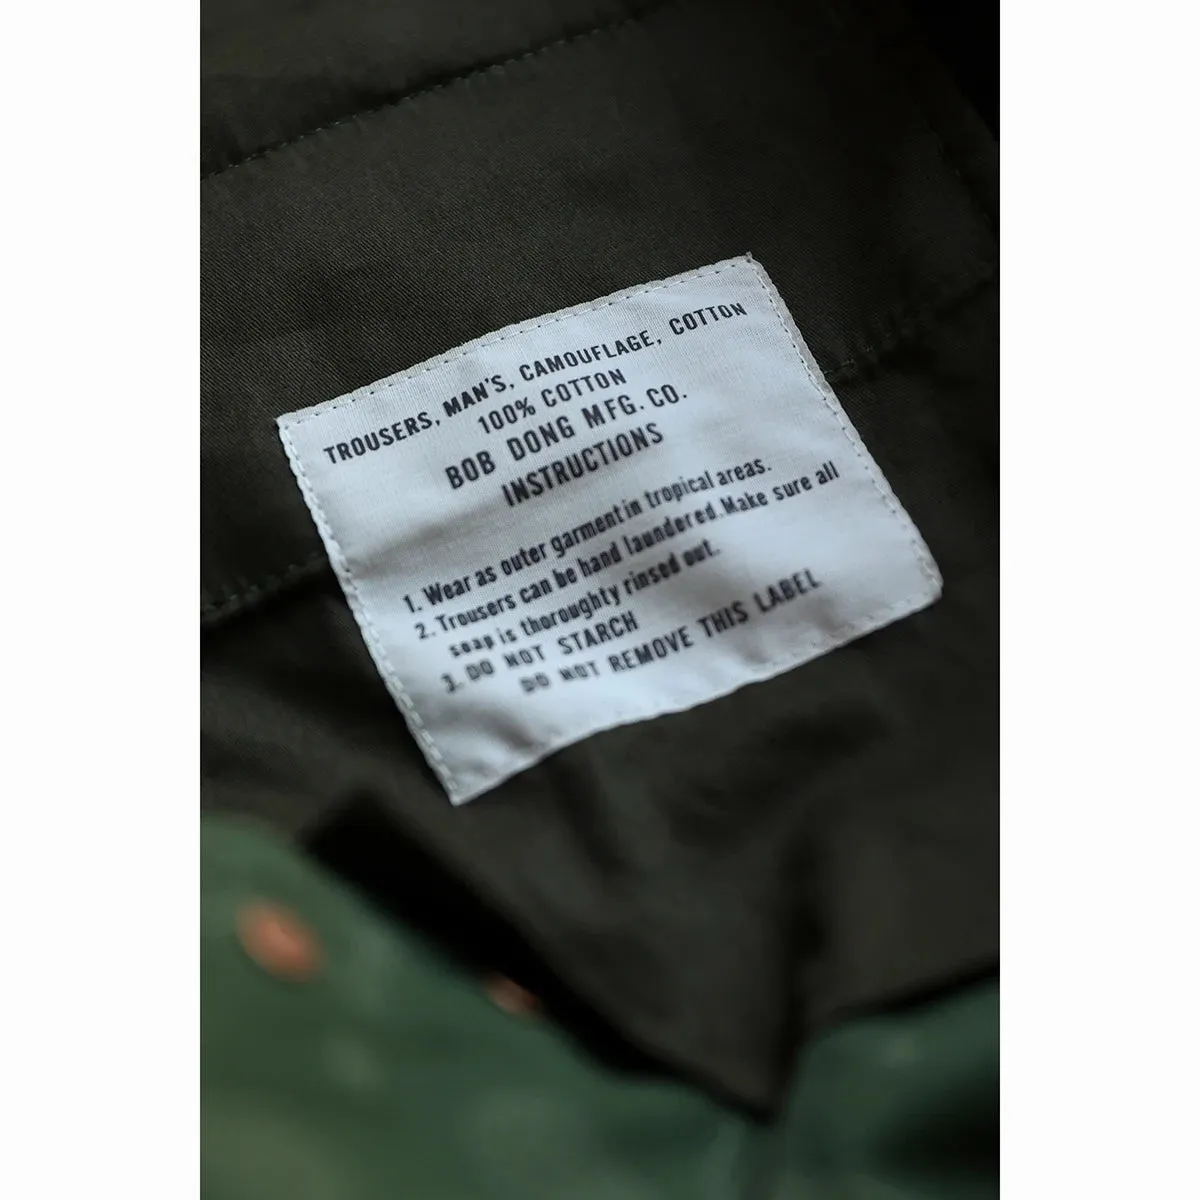 TROUSERS, MAN'S, CAMOUFLAGE, COTTON
100% COTTON
BOB DONG MFG. CO.
INSTRUCTIONS
1. Wear as outer garment in tropical areas.
2. Trousers can be hand laundered. Make sure all
soap is thoroughty rinsed out.
3. DO NOT STARCH
DO NOT REMOVE THIS LABEL